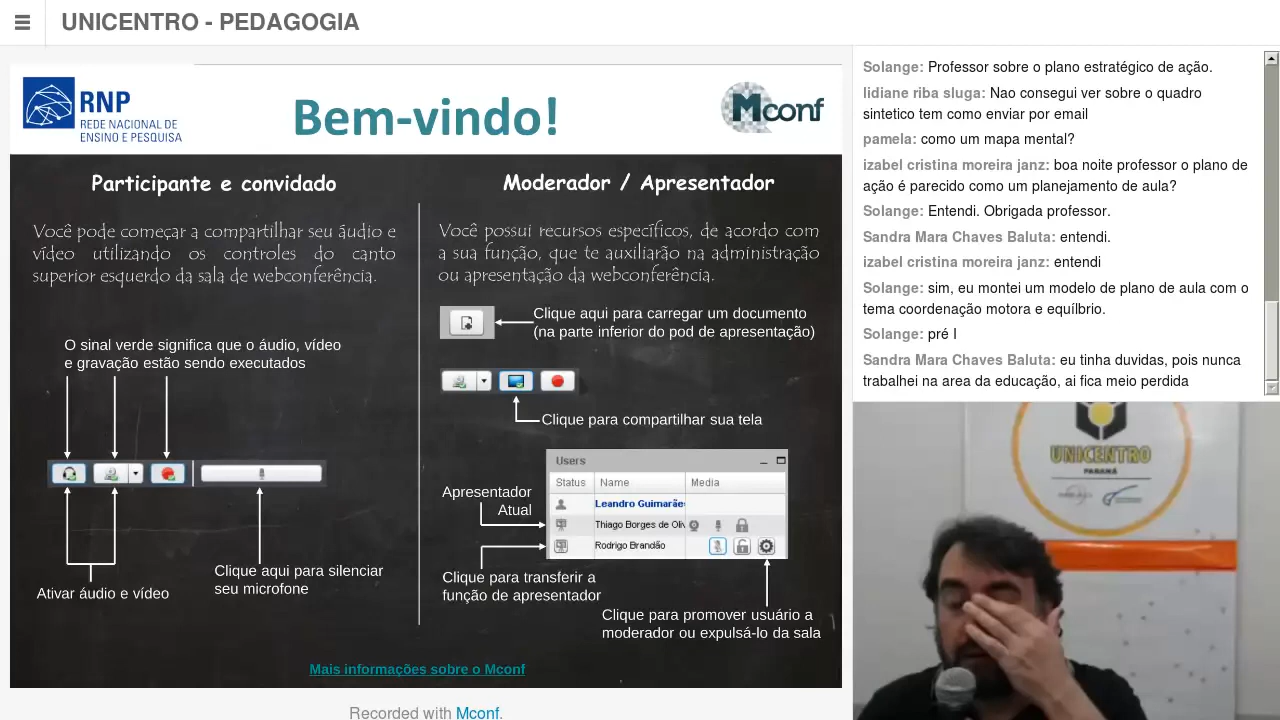 UNICENTRO - PEDAGOGIA
RNP
REDE NACIONAL DE
ENSINO E PESQUISA
Bem-vindo!
Mconf
Participante e convidado
Você pode começar a compartilhar seu áudio e
vídeo utilizando os controles do canto
superior esquerdo da sala de webconferência.
O sinal verde significa que o áudio, vídeo
e gravação estão sendo executados
Ativar áudio e vídeo
Clique aqui para silenciar
seu microfone
Moderador / Apresentador
Você possui recursos específicos, de acordo com
a sua função, que te auxiliarão na administração
ou apresentação da webconferência.
Clique aqui para carregar um documento
(na parte inferior do pod de apresentação)
Clique para compartilhar sua tela
Users
Status Name Media
Leandro Guimarães
Thiago Borges de Oliv
Rodrigo Brandão
Apresentador
Atual
Clique para transferir a
função de apresentador
Clique para promover usuário a
moderador ou expulsá-lo da sala
Mais informações sobre o Mconf
Recorded with Mconf.
Solange: Professor sobre o plano estratégico de ação.
lidiane riba sluga: Nao consegui ver sobre o quadro
sintetico tem como enviar por email
pamela: como um mapa mental?
izabel cristina moreira janz: boa noite professor o plano de
ação é parecido como um planejamento de aula?
Solange: Entendi. Obrigada professor.
Sandra Mara Chaves Baluta: entendi.
izabel cristina moreira janz: entendi
Solange: sim, eu montei um modelo de plano de aula com o
tema coordenação motora e equílbrio.
Solange: pré I
Sandra Mara Chaves Baluta: eu tinha duvidas, pois nunca
trabalhei na area da educação, ai fica meio perdida
UNICENTRO
PARANÁ